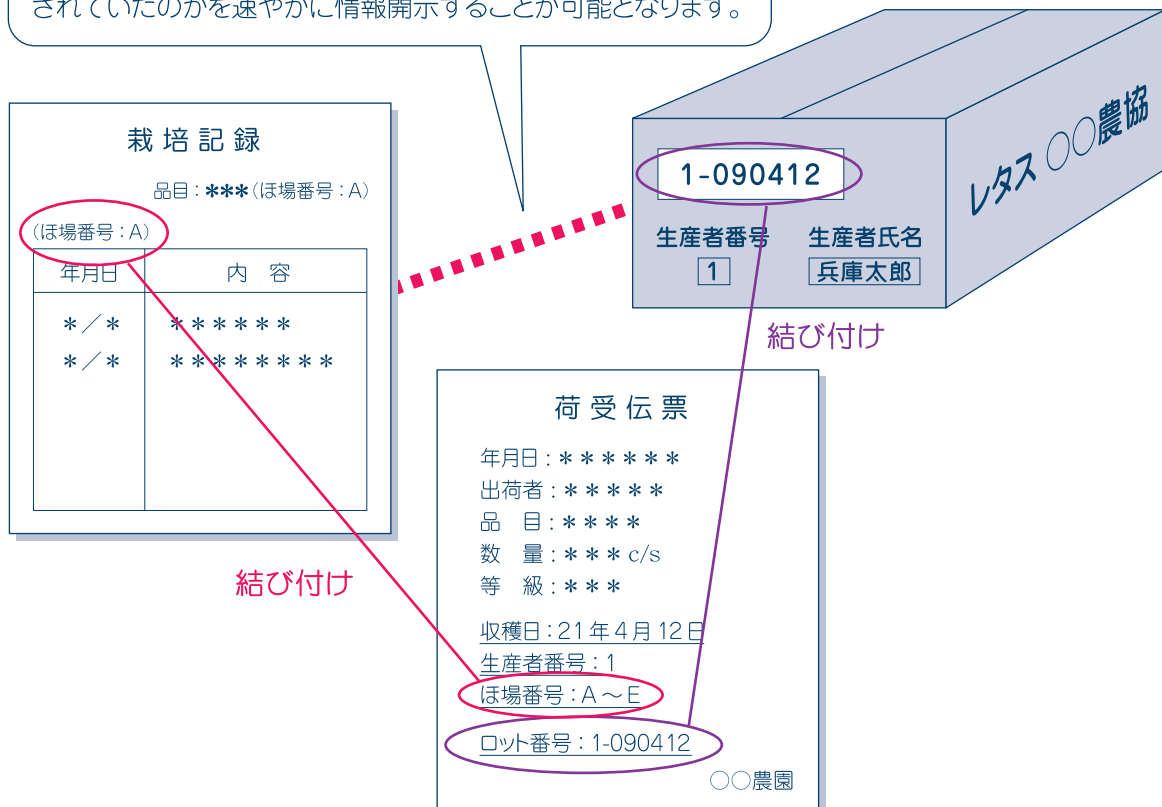 されていたのかを速やかに情報開示することが可能となります。
栽培記録
品目：***（ほ場番号：A）
（ほ場番号：A）
年月日 内　容
＊／＊ ＊＊＊＊＊＊
＊／＊ ＊＊＊＊＊＊＊＊
1-090412
生産者番号 生産者氏名
1 兵庫太郎
レタス ○○農協
結び付け
結び付け
荷受伝票
年月日：＊＊＊＊＊＊
出荷者：＊＊＊＊＊
品　目：＊＊＊＊
数　量：＊＊＊ c/s
等　級：＊＊＊
収穫日：21年4月12日
生産者番号：1
ほ場番号：A～E
ロット番号：1-090412
○○農園